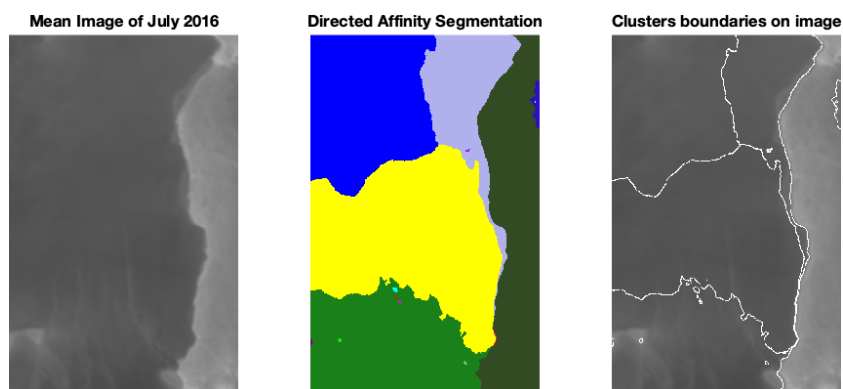 Mean Image of July 2016
Directed Affinity Segmentation
Clusters boundaries on image